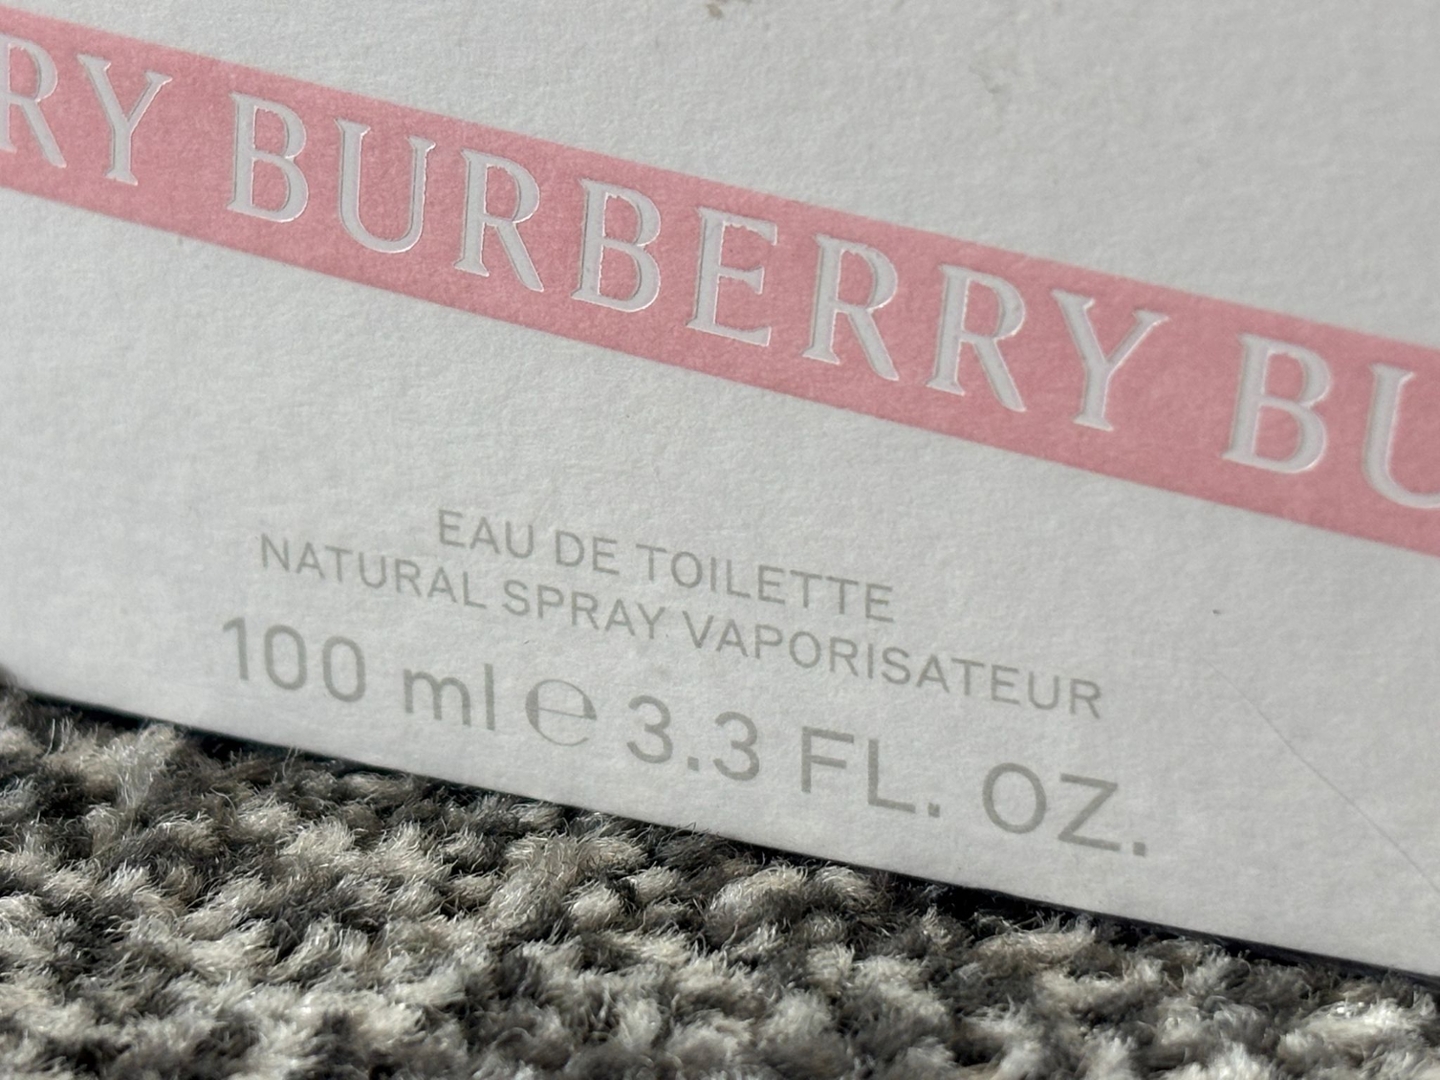 RY BURBERRY BU
EAU DE TOILETTE
NATURAL SPRAY VAPORISATEUR
100 ml ℮ 3.3 FL. OZ.